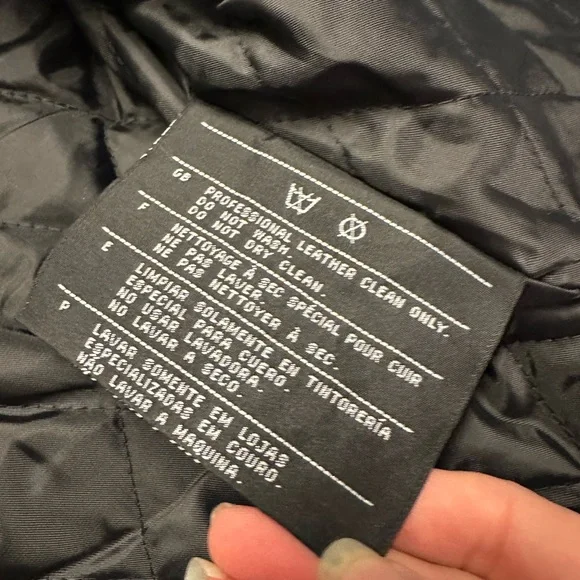 GB PROFESSIONAL LEATHER CLEAN ONLY.
DO NOT WASH.
DO NOT DRY CLEAN.
F NETTOYAGE À SEC SPÉCIAL POUR CUIR
NE PAS LAVER.
NE PAS NETTOYER À SEC.
E LIMPIAR SOLAMENTE EN TINTORERÍA
ESPECIAL PARA CUERO.
NO USAR LAVADORA.
NO LAVAR A SECO.
P LAVAR SOMENTE EM LOJAS
ESPECIALIZADAS EM COURO.
NÃO LAVAR A MAQUINA.